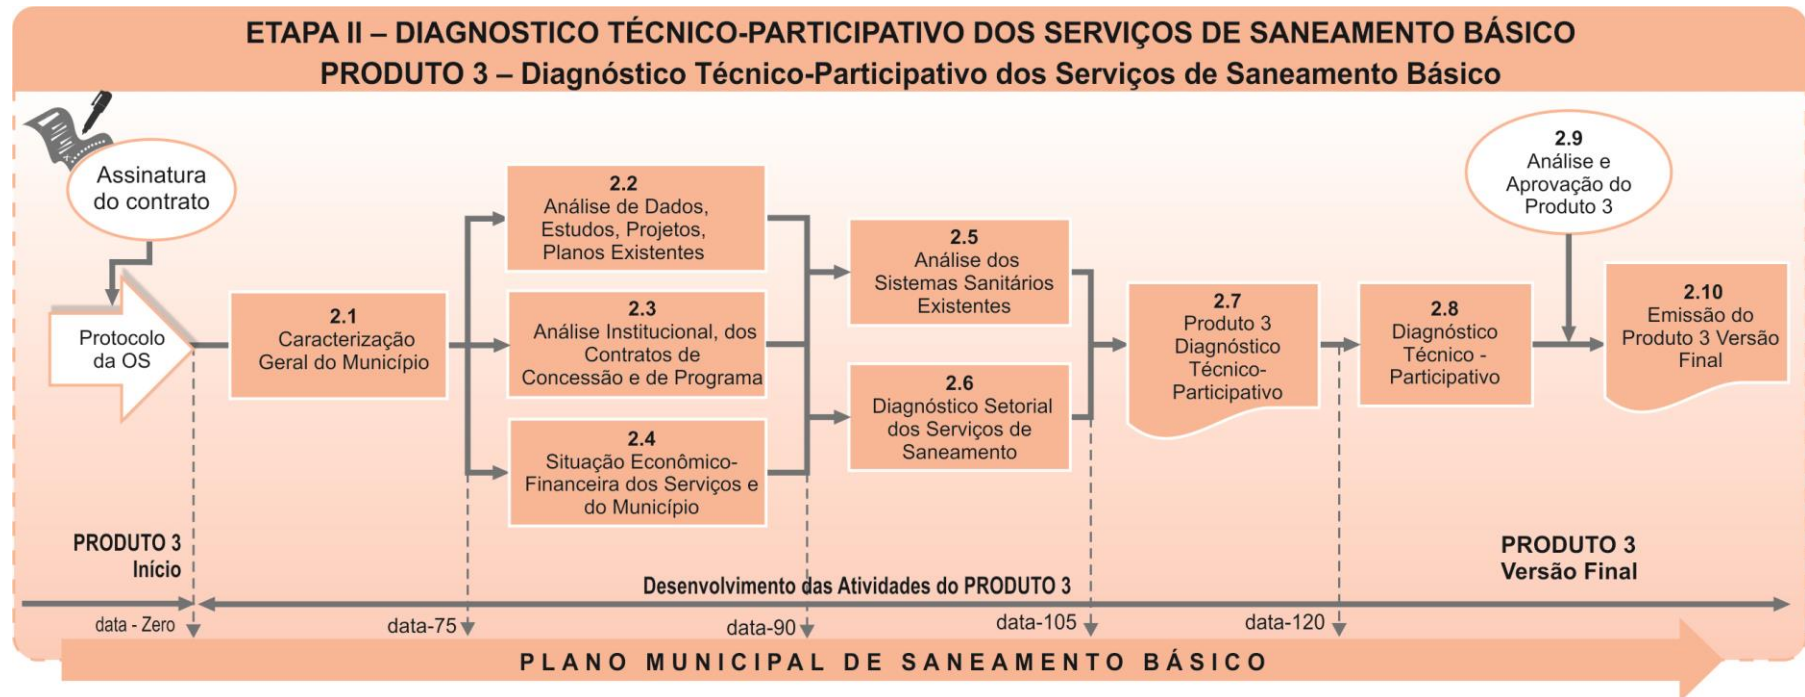 ETAPA II – DIAGNOSTICO TÉCNICO-PARTICIPATIVO DOS SERVIÇOS DE SANEAMENTO BÁSICO
PRODUTO 3 – Diagnóstico Técnico-Participativo dos Serviços de Saneamento Básico
Assinatura
do contrato
Protocolo
da OS
2.1
Caracterização
Geral do Município
2.2
Análise de Dados,
Estudos, Projetos,
Planos Existentes
2.3
Análise Institucional, dos
Contratos de
Concessão e de Programa
2.4
Situação Econômico-
Financeira dos Serviços e
do Município
2.5
Análise dos
Sistemas Sanitários
Existentes
2.6
Diagnóstico Setorial
dos Serviços de
Saneamento
2.7
Produto 3
Diagnóstico
Técnico-
Participativo
2.8
Diagnóstico
Técnico -
Participativo
2.9
Análise e
Aprovação do
Produto 3
2.10
Emissão do
Produto 3 Versão
Final
PRODUTO 3
Início
Desenvolvimento das Atividades do PRODUTO 3
PRODUTO 3
Versão Final
data - Zero
data-75
data-90
data-105
data-120
PLANO MUNICIPAL DE SANEAMENTO BÁSICO